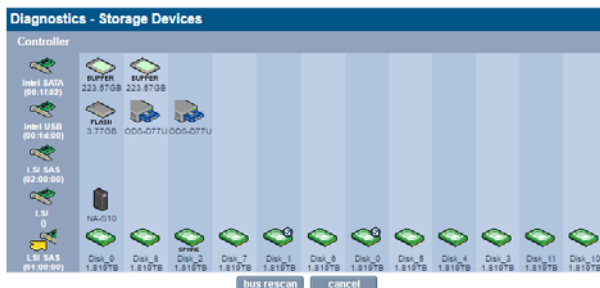 Diagnostics - Storage Devices
Controller
BUFFER BUFFER
Intel SATA 223.57GB 223.57GB
(00:1f:02)
FLASH
Intel USB 3.77GB ODS-D77U ODS-D77U
(00:1d:00)
LSI SAS
(02:00:00)
LSI NA-S10
0
SPARE
LSI SAS Disk_9 Disk_8 Disk_2 Disk_7 Disk_1 Disk_6 Disk_0 Disk_5 Disk_4 Disk_3 Disk_11 Disk_10
(01:00:00) 1.819TB 1.819TB 1.819TB 1.819TB 1.819TB 1.819TB 1.819TB 1.819TB 1.819TB 1.819TB 1.819TB 1.819TB
bus rescan cancel